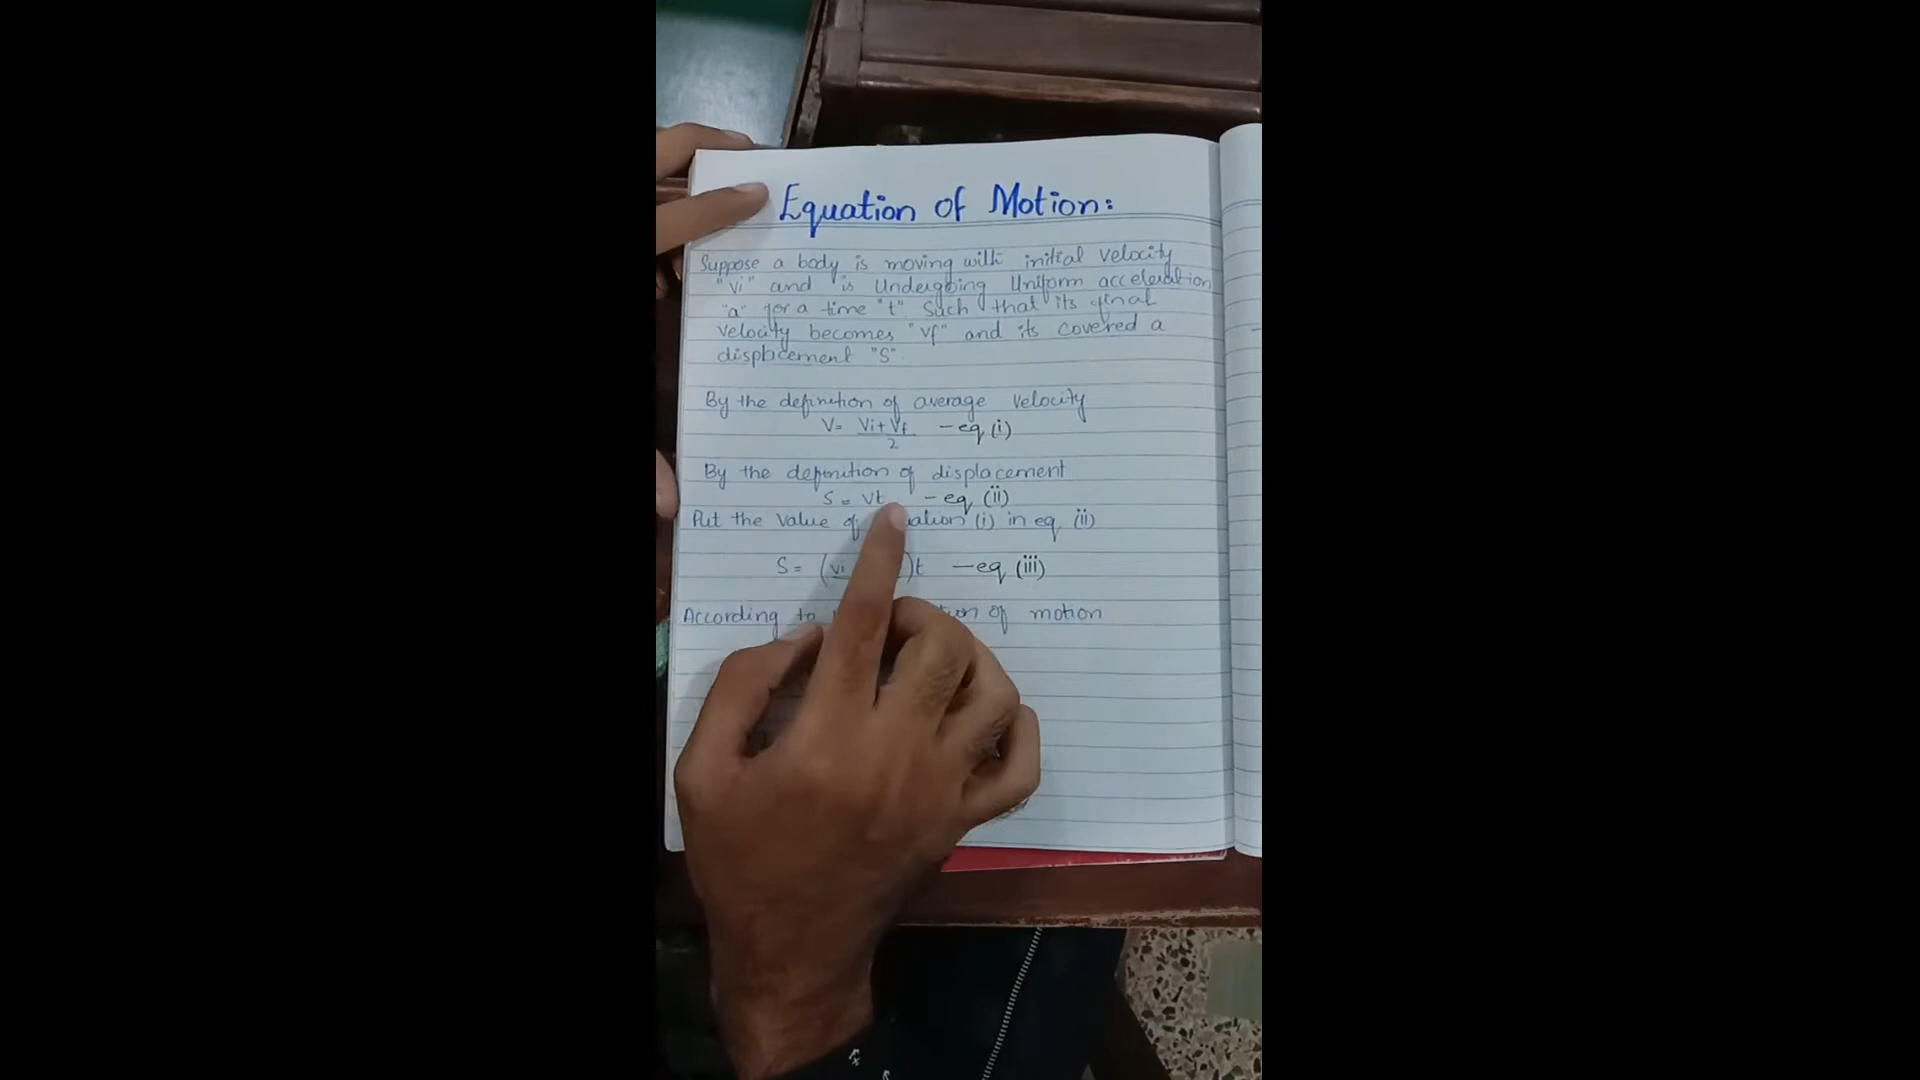 Equation of Motion:
Suppose a body is moving with initial velocity
"Vi" and is Undergoing Uniform acceleration
"a" for a time "t" Such that its final
velocity becomes "Vf" and its covered a
displacement "S"
By the definition of average velocity
V = Vi + Vf / 2 - eq (i)
By the definition of displacement
S = Vt - eq (ii)
Put the value of (i) in eq (ii)
S = ( Vi )t - eq (iii)
According to of motion